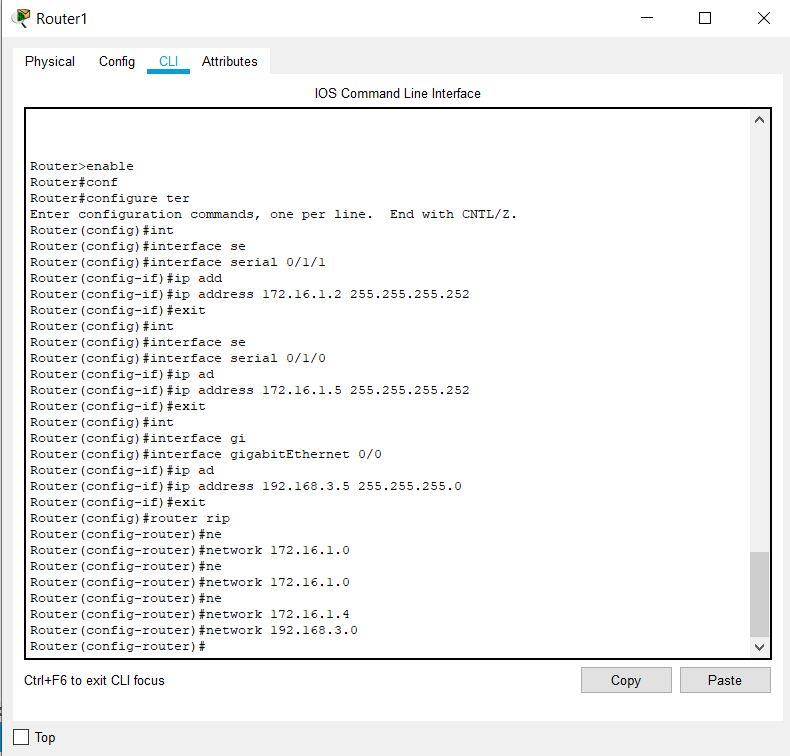 Router1
Physical Config CLI Attributes
IOS Command Line Interface
Router>enable
Router#conf
Router#configure ter
Enter configuration commands, one per line.  End with CNTL/Z.
Router(config)#int
Router(config)#interface se
Router(config)#interface serial 0/1/1
Router(config-if)#ip add
Router(config-if)#ip address 172.16.1.2 255.255.255.252
Router(config-if)#exit
Router(config)#int
Router(config)#interface se
Router(config)#interface serial 0/1/0
Router(config-if)#ip ad
Router(config-if)#ip address 172.16.1.5 255.255.255.252
Router(config-if)#exit
Router(config)#int
Router(config)#interface gi
Router(config)#interface gigabitEthernet 0/0
Router(config-if)#ip ad
Router(config-if)#ip address 192.168.3.5 255.255.255.0
Router(config-if)#exit
Router(config)#router rip
Router(config-router)#ne
Router(config-router)#network 172.16.1.0
Router(config-router)#ne
Router(config-router)#network 172.16.1.0
Router(config-router)#ne
Router(config-router)#network 172.16.1.4
Router(config-router)#network 192.168.3.0
Router(config-router)#
Ctrl+F6 to exit CLI focus Copy Paste
Top